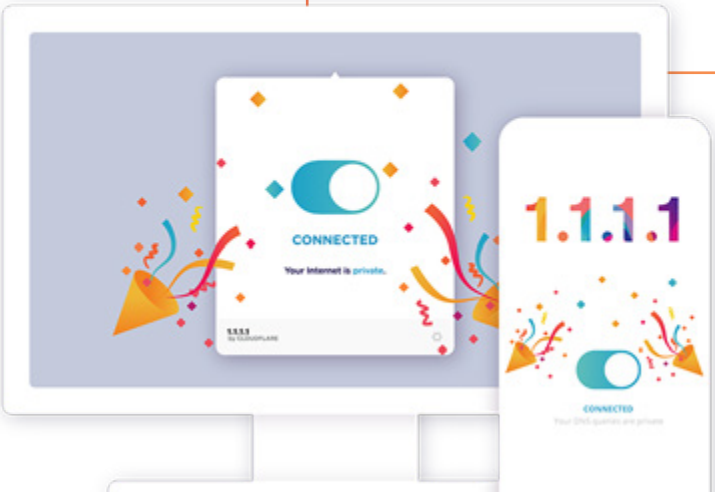 CONNECTED
Your Internet is private.
1.1.1.1
by CLOUDFLARE
1.1.1.1
CONNECTED
Your DNS queries are private